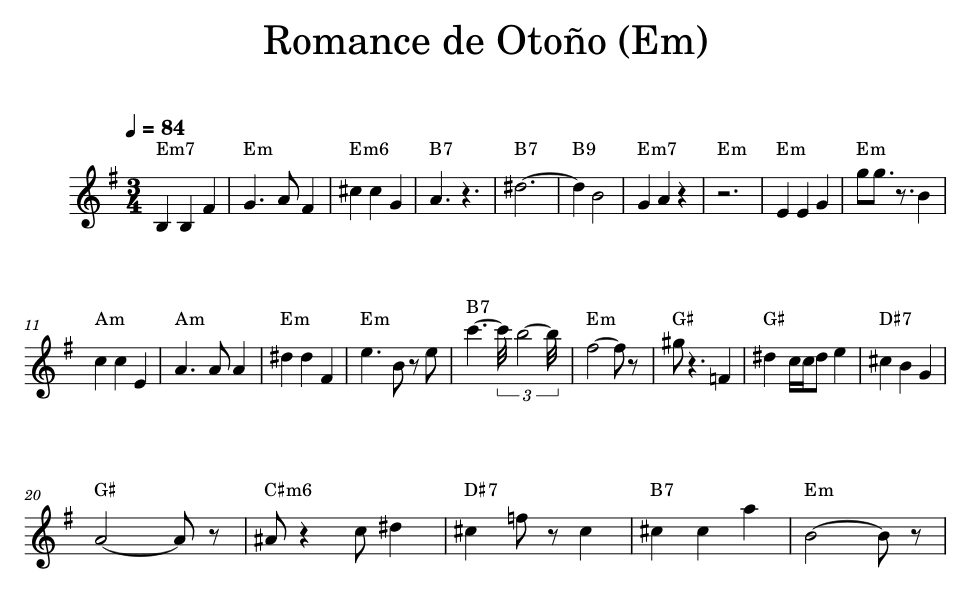 Romance de Otoño (Em)
♩ = 84
Em7 Em Em6 B7 B7 B9 Em7 Em Em Em
3
4
11
Am Am Em Em B7 Em G♯ G♯ D♯7
3
20
G♯ C♯m6 D♯7 B7 Em